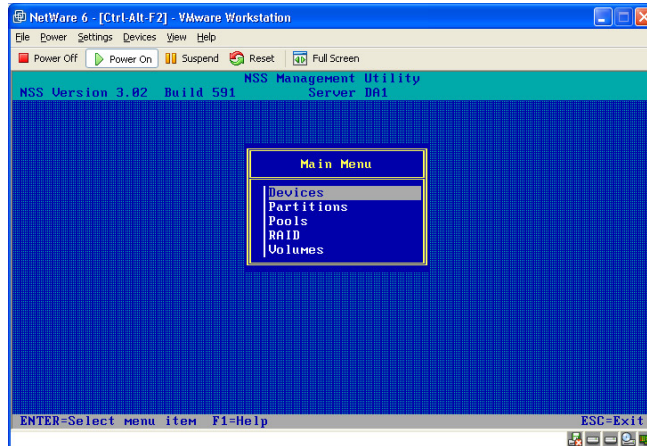 NetWare 6 - [Ctrl-Alt-F2] - VMware Workstation
File Power Settings Devices View Help
Power Off Power On Suspend Reset Full Screen
NSS Management Utility
NSS Version 3.02 Build 591 Server DA1
Main Menu
Devices
Partitions
Pools
RAID
Volumes
ENTER=Select menu item F1=Help ESC=Exit